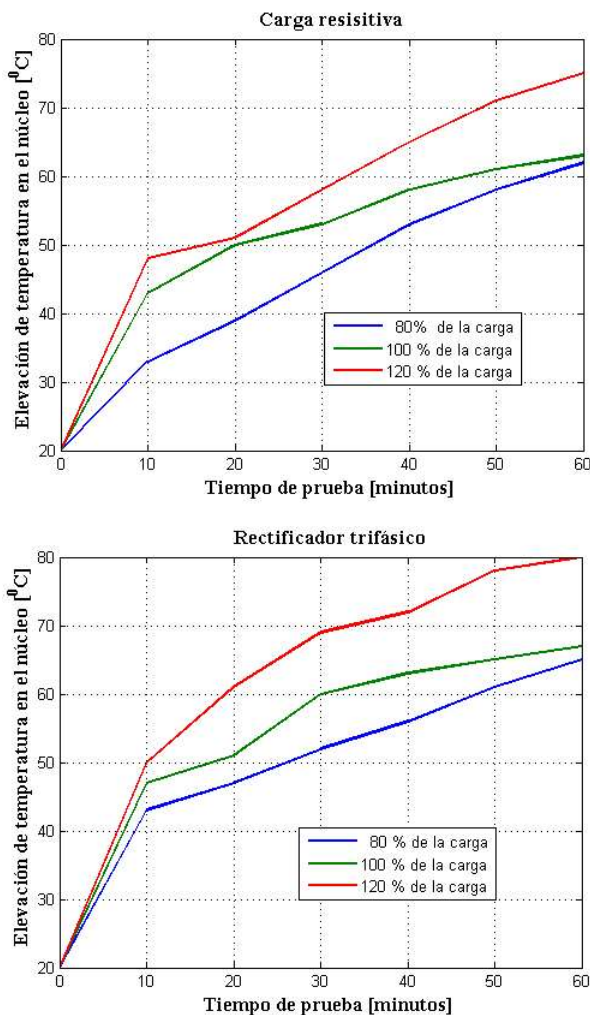 Carga resisitiva
80
70
60
50
40
30
20
Elevación de temperatura en el núcleo [⁰C]
80% de la carga
100 % de la carga
120 % de la carga
0
10
20
30
40
50
60
Tiempo de prueba [minutos]
Rectificador trifásico
80
70
60
50
40
30
20
Elevación de temperatura en el núcleo [⁰C]
80 % de la carga
100 % de la carga
120 % de la carga
0
10
20
30
40
50
60
Tiempo de prueba [minutos]